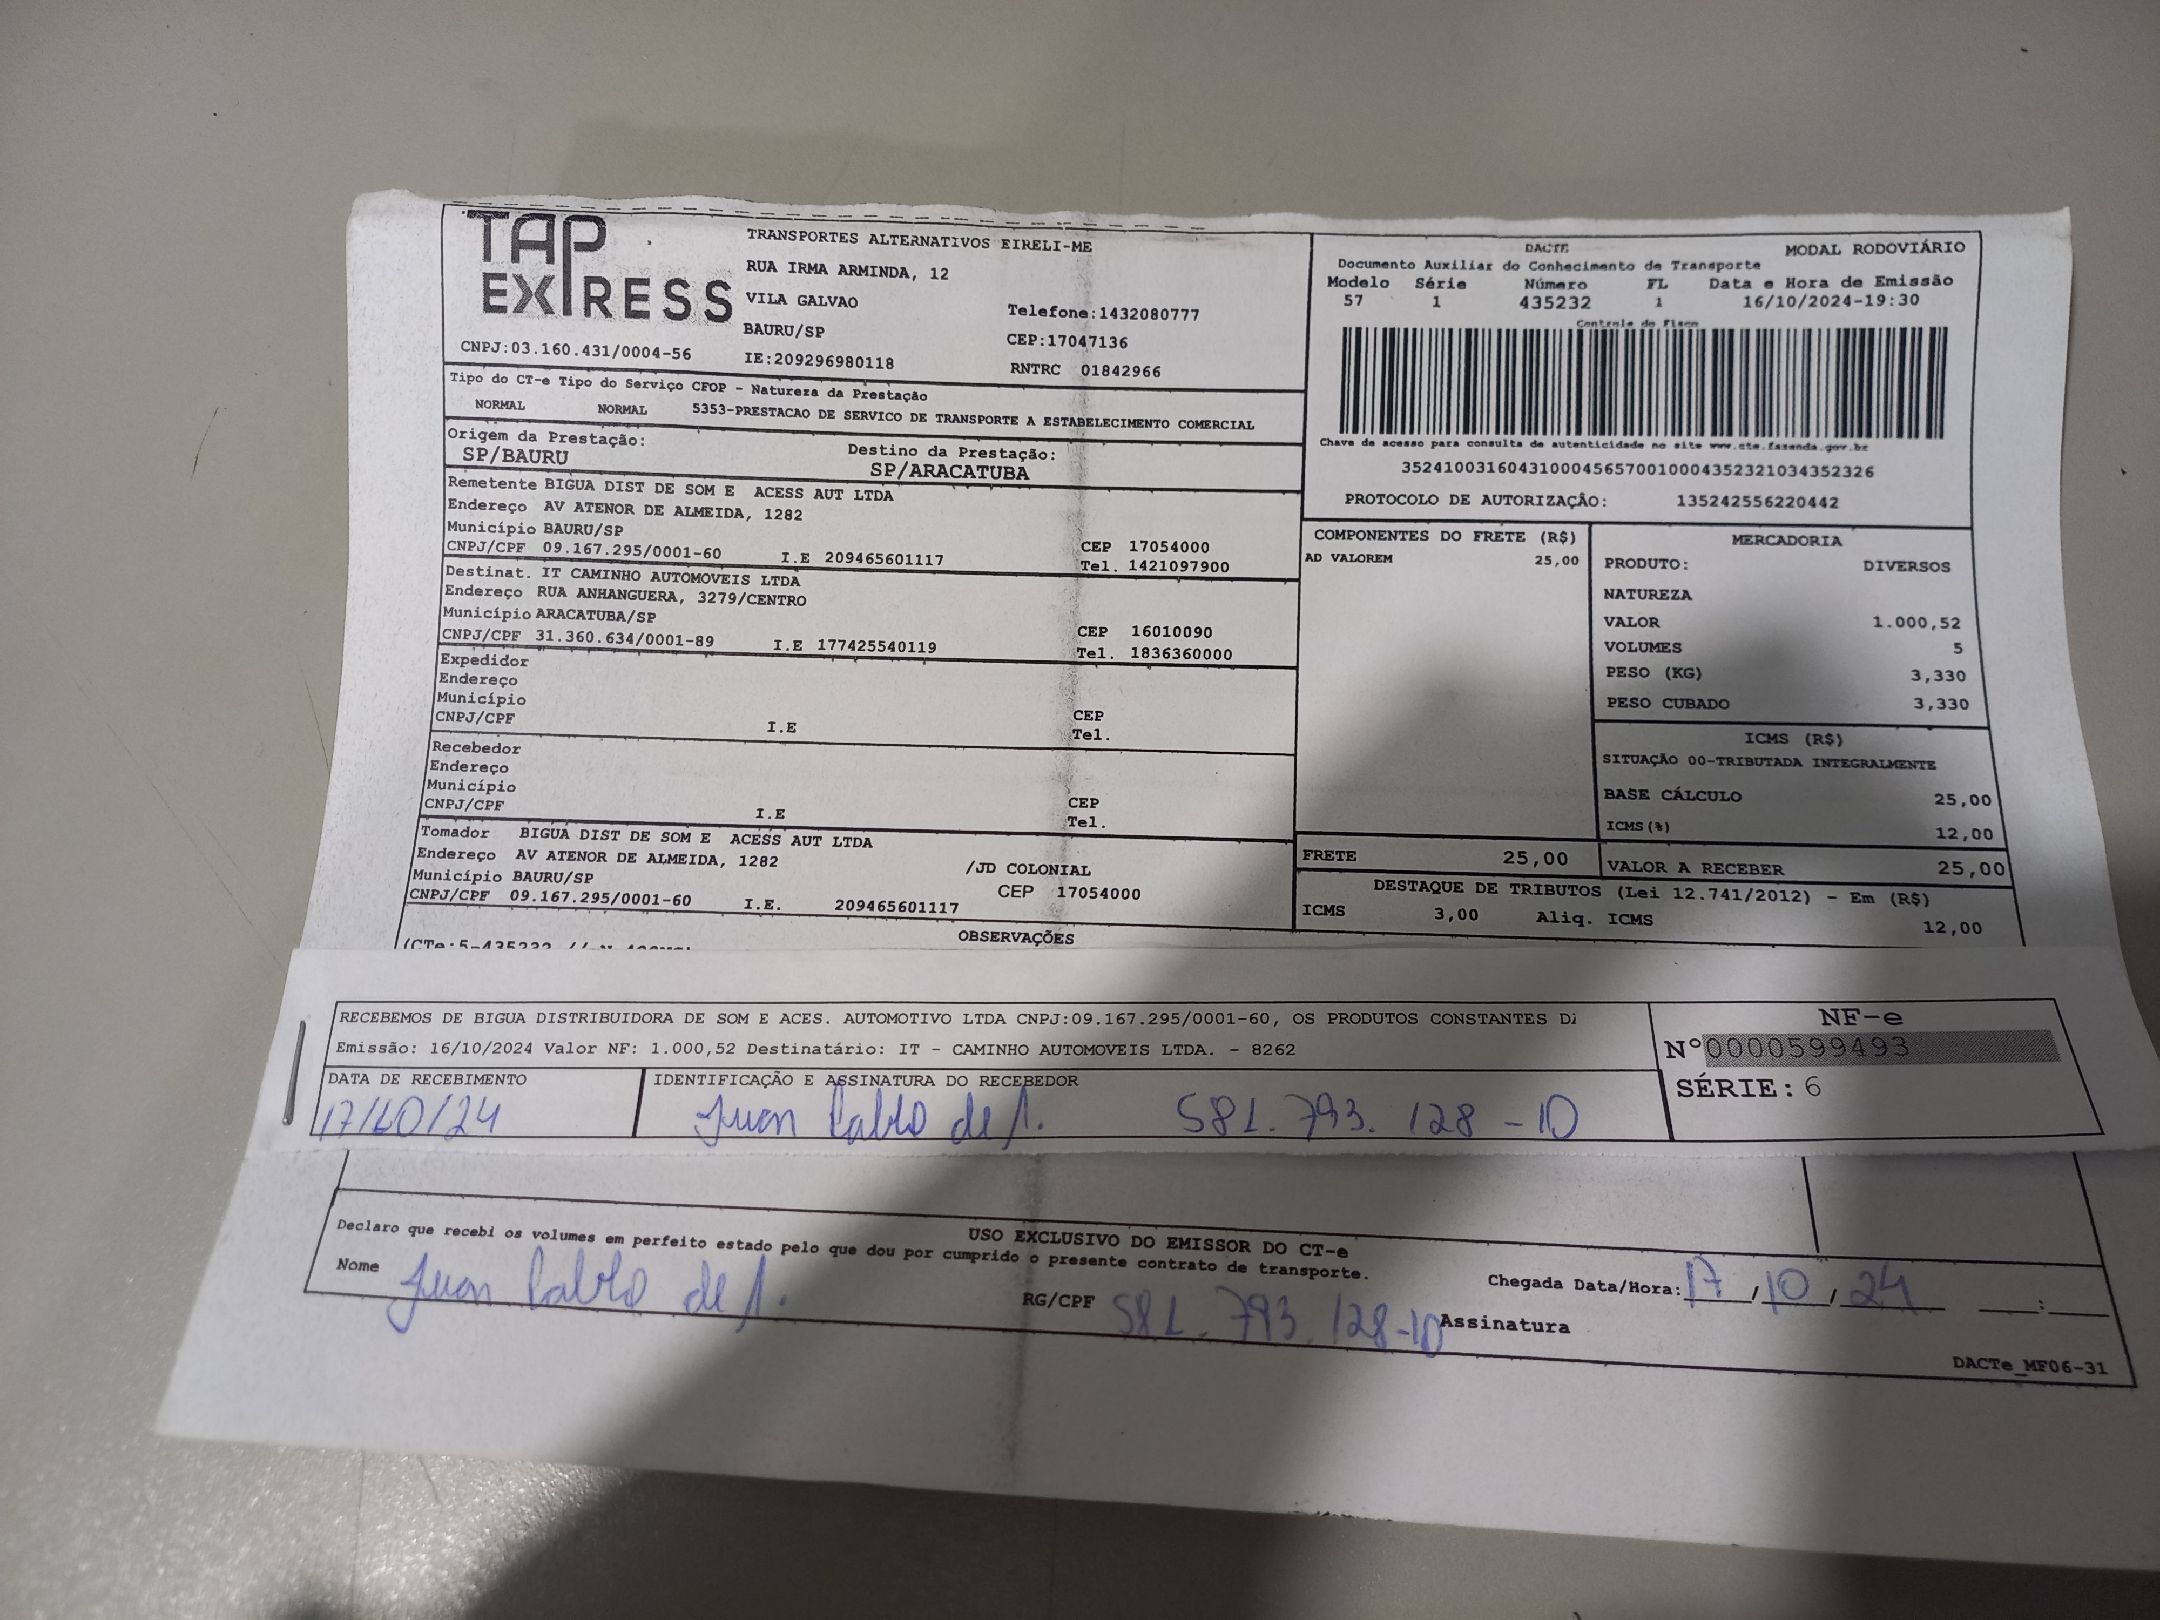 TAP
EXPRESS
CNPJ:03.160.431/0004-56
TRANSPORTES ALTERNATIVOS EIRELI-ME
RUA IRMA ARMINDA, 12
VILA GALVAO
BAURU/SP
IE:209296980118
Telefone:1432080777
CEP:17047136
RNTRC 01842966
DACTE
MODAL RODOVIÁRIO
Documento Auxiliar do Conhecimento de Transporte
Modelo Série Número FL Data e Hora de Emissão
57 1 435232 1 16/10/2024-19:30
Controle do Fisco
Chave de acesso para consulta de autenticidade no site www.cte.fazenda.gov.br
35241003160431000456570010004352321034352326
PROTOCOLO DE AUTORIZAÇÃO: 135242556220442
Tipo do CT-e Tipo do Serviço CFOP - Natureza da Prestação
NORMAL NORMAL 5353-PRESTACAO DE SERVICO DE TRANSPORTE A ESTABELECIMENTO COMERCIAL
Origem da Prestação: Destino da Prestação:
SP/BAURU SP/ARACATUBA
Remetente BIGUA DIST DE SOM E ACESS AUT LTDA
Endereço AV ATENOR DE ALMEIDA, 1282
Município BAURU/SP CEP 17054000
CNPJ/CPF 09.167.295/0001-60 I.E 209465601117 Tel. 1421097900
Destinat. IT CAMINHO AUTOMOVEIS LTDA
Endereço RUA ANHANGUERA, 3279/CENTRO
Município ARACATUBA/SP CEP 16010090
CNPJ/CPF 31.360.634/0001-89 I.E 177425540119 Tel. 1836360000
Expedidor
Endereço
Município CEP
CNPJ/CPF I.E Tel.
Recebedor
Endereço
Município CEP
CNPJ/CPF I.E Tel.
Tomador BIGUA DIST DE SOM E ACESS AUT LTDA
Endereço AV ATENOR DE ALMEIDA, 1282 /JD COLONIAL
Município BAURU/SP CEP 17054000
CNPJ/CPF 09.167.295/0001-60 I.E. 209465601117
COMPONENTES DO FRETE (R$)
AD VALOREM 25,00
MERCADORIA
PRODUTO: DIVERSOS
NATUREZA
VALOR 1.000,52
VOLUMES 5
PESO (KG) 3,330
PESO CUBADO 3,330
ICMS (R$)
SITUAÇÃO 00-TRIBUTADA INTEGRALMENTE
BASE CÁLCULO 25,00
ICMS(%) 12,00
FRETE 25,00 VALOR A RECEBER 25,00
DESTAQUE DE TRIBUTOS (Lei 12.741/2012) - Em (R$)
ICMS 3,00 Aliq. ICMS 12,00
OBSERVAÇÕES
(CTe:5-435232 //
RECEBEMOS DE BIGUA DISTRIBUIDORA DE SOM E ACES. AUTOMOTIVO LTDA CNPJ:09.167.295/0001-60, OS PRODUTOS CONSTANTES DA
Emissão: 16/10/2024 Valor NF: 1.000,52 Destinatário: IT - CAMINHO AUTOMOVEIS LTDA. - 8262
DATA DE RECEBIMENTO IDENTIFICAÇÃO E ASSINATURA DO RECEBEDOR
17/10/24 Juan Pablo de A. 581.793.128-10
NF-e
Nº0000599493
SÉRIE: 6
USO EXCLUSIVO DO EMISSOR DO CT-e
Declaro que recebi os volumes em perfeito estado pelo que dou por cumprido o presente contrato de transporte.
Nome Juan Pablo de A. RG/CPF 581.793.128-10 Assinatura
Chegada Data/Hora: 17/10/24 :
DACTe_MF06-31